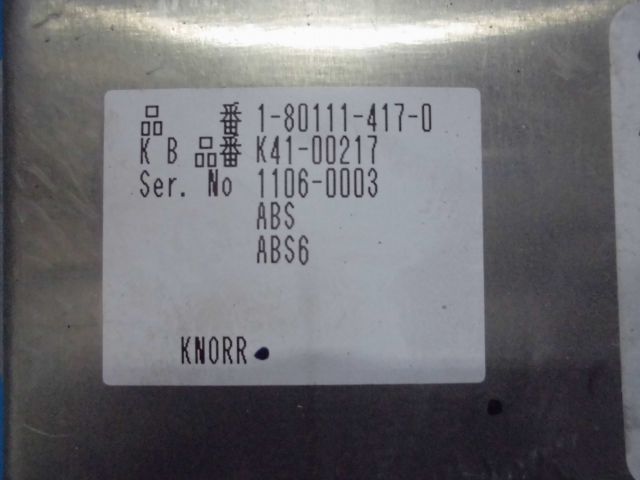 品 番 1-80111-417-0
K B 品番 K41-00217
Ser. No 1106-0003
ABS
ABS6
KNORR